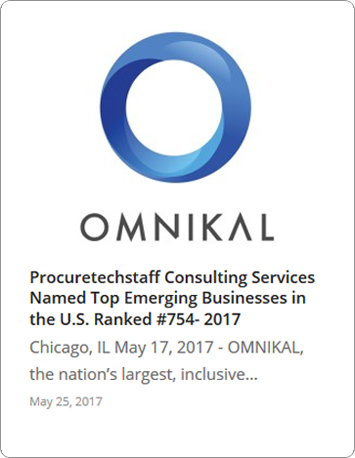 OMNIKAL
Procuretechstaff Consulting Services
Named Top Emerging Businesses in
the U.S. Ranked #754- 2017
Chicago, IL May 17, 2017 - OMNIKAL,
the nation’s largest, inclusive...
May 25, 2017